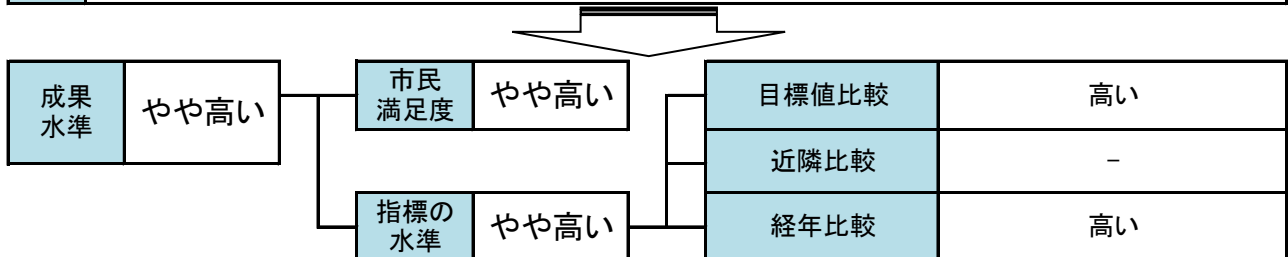 成果
水準
やや高い
市民
満足度
やや高い
指標の
水準
やや高い
目標値比較
高い
近隣比較
−
経年比較
高い